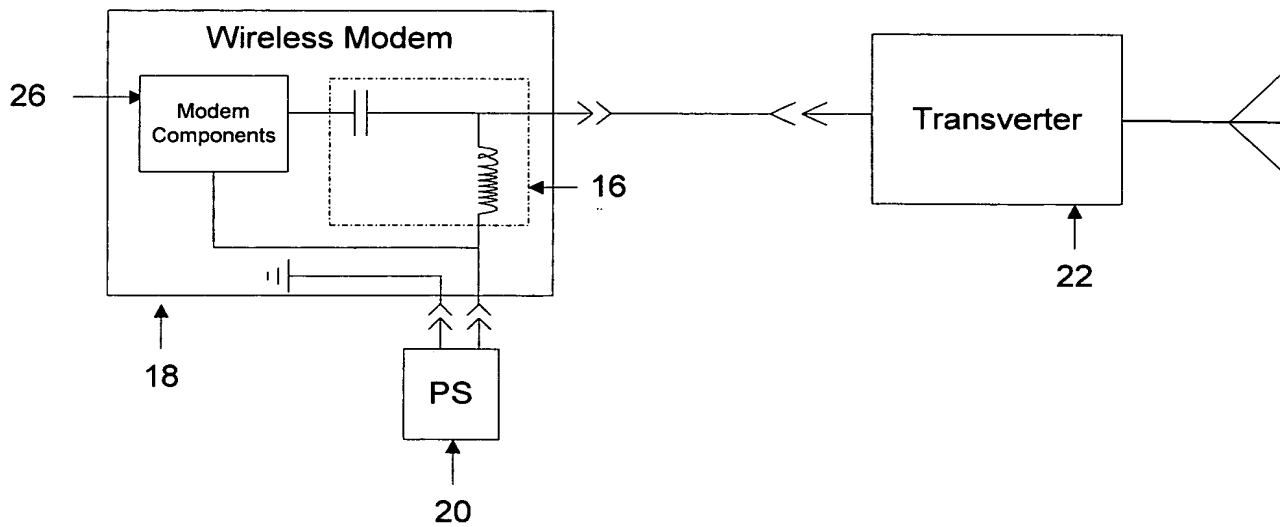 Wireless Modem
26
Modem
Components
16
Transverter
22
18
PS
20